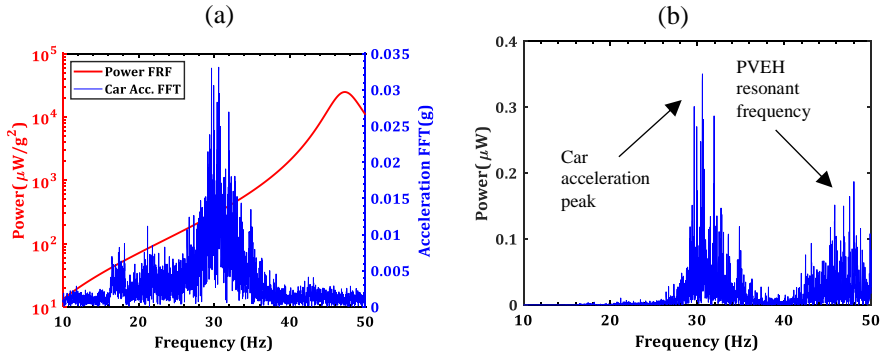 (a)
10^5
10^4
10^3
10^2
10^1
Power( μW/g^2)
Power FRF
Car Acc. FFT
0.035
0.03
0.025
0.02
0.015
0.01
0.005
0
Acceleration FFT(g)
10 20 30 40 50
Frequency (Hz)
(b)
0.4
0.3
0.2
0.1
0
Power( μW)
Car
acceleration
peak
PVEH
resonant
frequency
10 20 30 40 50
Frequency (Hz)